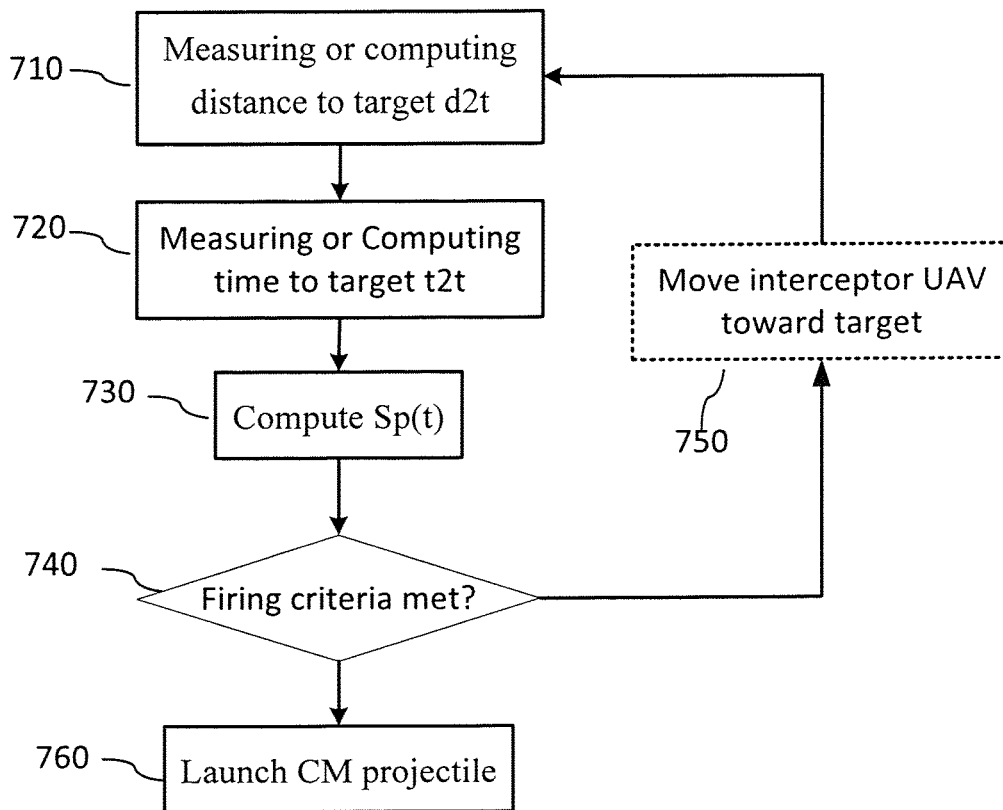 710
Measuring or computing
distance to target d2t
720
Measuring or Computing
time to target t2t
Move interceptor UAV
toward target
730
Compute Sp(t)
750
740
Firing criteria met?
760
Launch CM projectile